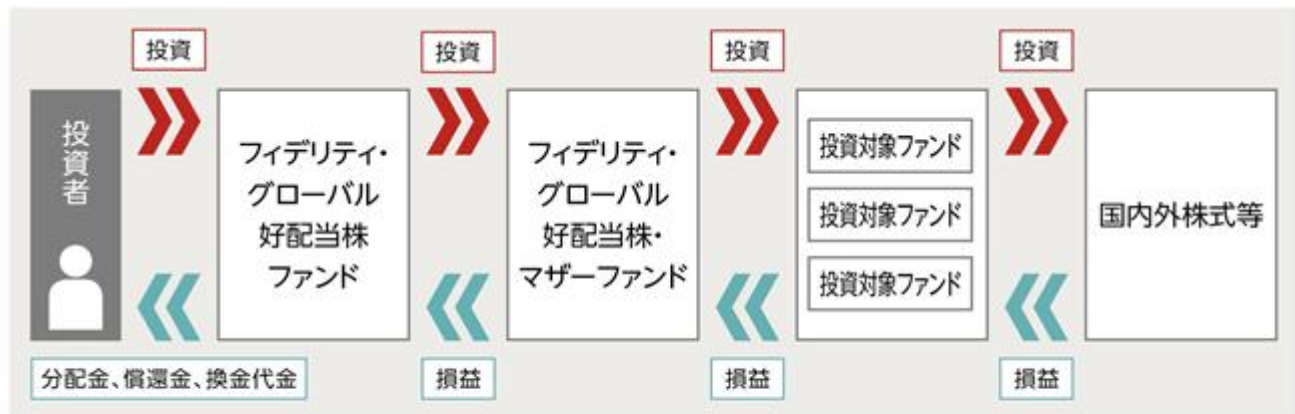 投資
投資
投資
投資
投資者
フィデリティ・
グローバル
好配当株
ファンド
フィデリティ・
グローバル
好配当株・
マザーファンド
投資対象ファンド
投資対象ファンド
投資対象ファンド
国内外株式等
分配金、償還金、換金代金
損益
損益
損益